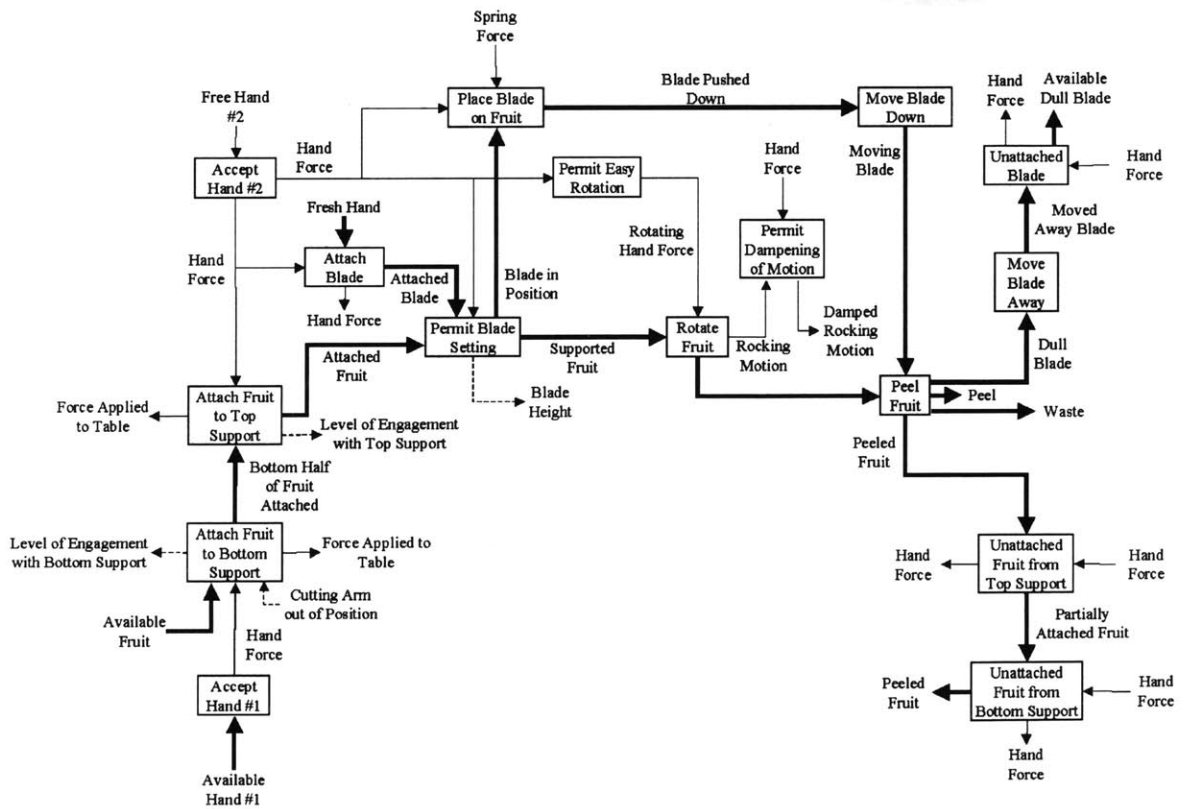 Spring
Force
Free Hand
#2
Place Blade
on Fruit
Blade Pushed
Down
Move Blade
Down
Hand
Force
Available
Dull Blade
Hand
Force
Accept
Hand #2
Permit Easy
Rotation
Hand
Force
Moving
Blade
Unattached
Blade
Hand
Force
Fresh Hand
Hand
Force
Attach
Blade
Attached
Blade
Blade in
Position
Rotating
Hand Force
Permit
Dampening
of Motion
Moved
Away Blade
Move
Blade
Away
Hand Force
Permit Blade
Setting
Attached
Fruit
Supported
Fruit
Rotate
Fruit
Rocking
Motion
Damped
Rocking
Motion
Dull
Blade
Force Applied
to Table
Attach Fruit
to Top
Support
Blade
Height
Peel
Fruit
Peel
Waste
Level of Engagement
with Top Support
Peeled
Fruit
Bottom Half
of Fruit
Attached
Level of Engagement
with Bottom Support
Attach Fruit
to Bottom
Support
Force Applied to
Table
Hand
Force
Unattached
Fruit from
Top Support
Hand
Force
Cutting Arm
out of Position
Available
Fruit
Hand
Force
Partially
Attached Fruit
Accept
Hand #1
Peeled
Fruit
Unattached
Fruit from
Bottom Support
Hand
Force
Hand
Force
Available
Hand #1